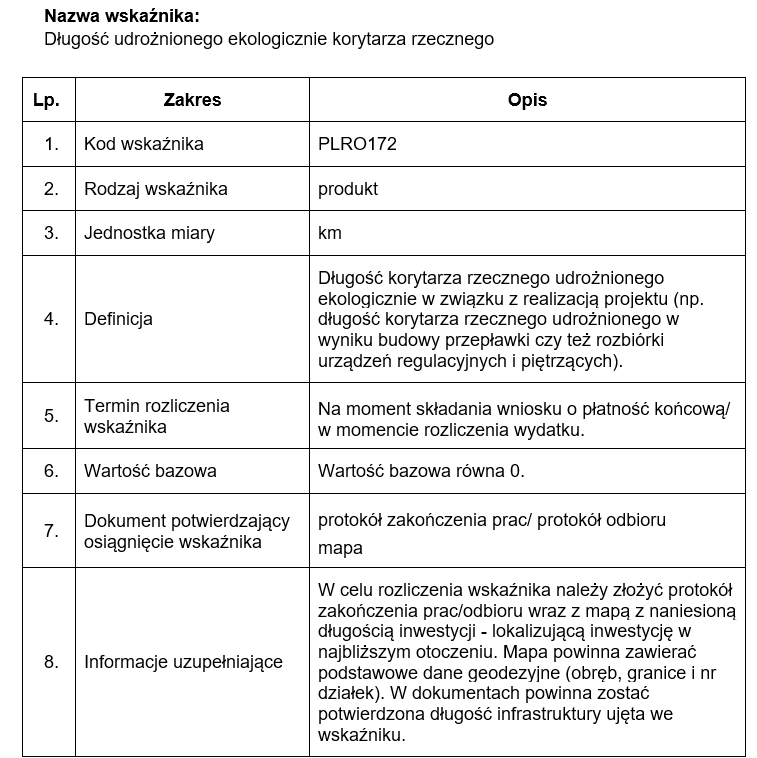 Nazwa wskaźnika:
Długość udrożnionego ekologicznie korytarza rzecznego
Lp. Zakres Opis
1. Kod wskaźnika PLRO172
2. Rodzaj wskaźnika produkt
3. Jednostka miary km
4. Definicja
Długość korytarza rzecznego udrożnionego
ekologicznie w związku z realizacją projektu (np.
długość korytarza rzecznego udrożnionego w
wyniku budowy przepławki czy też rozbiórki
urządzeń regulacyjnych i piętrzących).
5. Termin rozliczenia
wskaźnika
Na moment składania wniosku o płatność końcową/
w momencie rozliczenia wydatku.
6. Wartość bazowa Wartość bazowa równa 0.
7. Dokument potwierdzający
osiągnięcie wskaźnika
protokół zakończenia prac/ protokół odbioru
mapa
8. Informacje uzupełniające
W celu rozliczenia wskaźnika należy złożyć protokół
zakończenia prac/odbioru wraz z mapą z naniesioną
długością inwestycji - lokalizującą inwestycję w
najbliższym otoczeniu. Mapa powinna zawierać
podstawowe dane geodezyjne (obręb, granice i nr
działek). W dokumentach powinna zostać
potwierdzona długość infrastruktury ujęta we
wskaźniku.